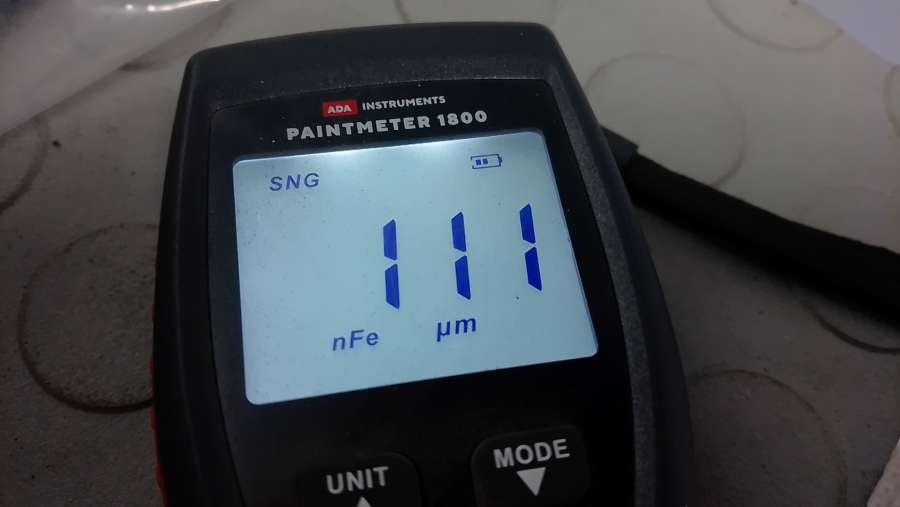 ADA INSTRUMENTS
PAINTMETER 1800
SNG
111
nFe µm
UNIT MODE